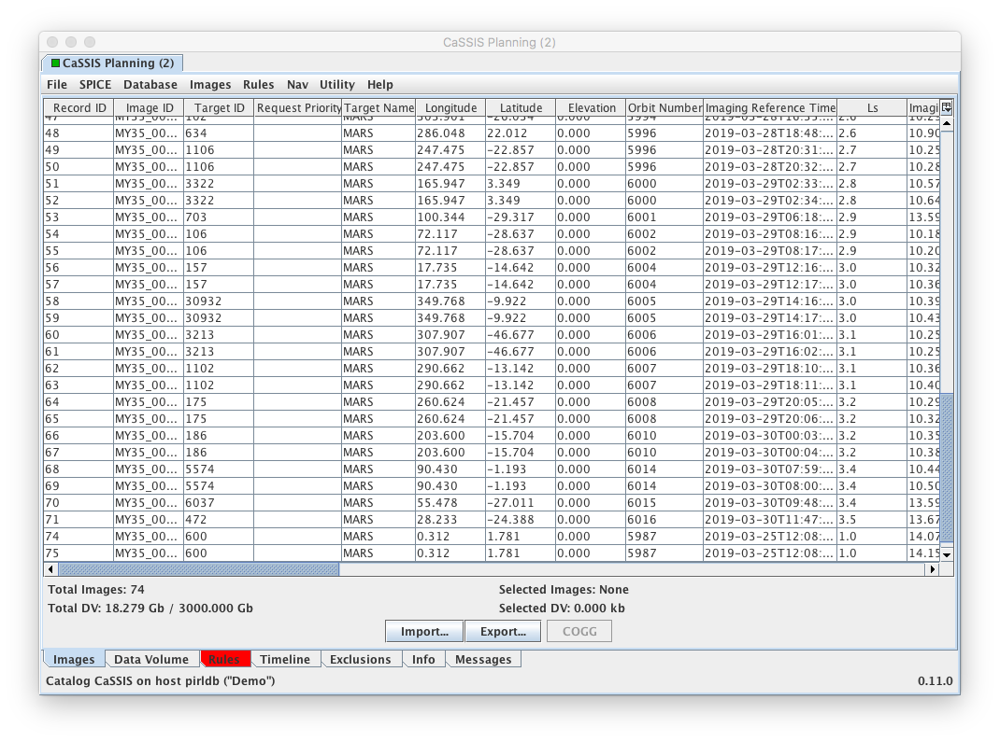 CaSSIS Planning (2)
CaSSIS Planning (2)
File SPICE Database Images Rules Nav Utility Help
Record ID Image ID Target ID Request Priority Target Name Longitude Latitude Elevation Orbit Number Imaging Reference Time Ls Imagi
48 MY35_00... 634 MARS 286.048 22.012 0.000 5996 2019-03-28T18:48:... 2.6 10.90
49 MY35_00... 1106 MARS 247.475 -22.857 0.000 5996 2019-03-28T20:31:... 2.7 10.25
50 MY35_00... 1106 MARS 247.475 -22.857 0.000 5996 2019-03-28T20:32:... 2.7 10.28
51 MY35_00... 3322 MARS 165.947 3.349 0.000 6000 2019-03-29T02:33:... 2.8 10.57
52 MY35_00... 3322 MARS 165.947 3.349 0.000 6000 2019-03-29T02:34:... 2.8 10.64
53 MY35_00... 703 MARS 100.344 -29.317 0.000 6001 2019-03-29T06:18:... 2.9 13.59
54 MY35_00... 106 MARS 72.117 -28.637 0.000 6002 2019-03-29T08:16:... 2.9 10.18
55 MY35_00... 106 MARS 72.117 -28.637 0.000 6002 2019-03-29T08:17:... 2.9 10.20
56 MY35_00... 157 MARS 17.735 -14.642 0.000 6004 2019-03-29T12:16:... 3.0 10.32
57 MY35_00... 157 MARS 17.735 -14.642 0.000 6004 2019-03-29T12:17:... 3.0 10.36
58 MY35_00... 30932 MARS 349.768 -9.922 0.000 6005 2019-03-29T14:16:... 3.0 10.39
59 MY35_00... 30932 MARS 349.768 -9.922 0.000 6005 2019-03-29T14:17:... 3.0 10.43
60 MY35_00... 3213 MARS 307.907 -46.677 0.000 6006 2019-03-29T16:01:... 3.1 10.25
61 MY35_00... 3213 MARS 307.907 -46.677 0.000 6006 2019-03-29T16:02:... 3.1 10.25
62 MY35_00... 1102 MARS 290.662 -13.142 0.000 6007 2019-03-29T18:10:... 3.1 10.36
63 MY35_00... 1102 MARS 290.662 -13.142 0.000 6007 2019-03-29T18:11:... 3.1 10.40
64 MY35_00... 175 MARS 260.624 -21.457 0.000 6008 2019-03-29T20:05:... 3.2 10.29
65 MY35_00... 175 MARS 260.624 -21.457 0.000 6008 2019-03-29T20:06:... 3.2 10.32
66 MY35_00... 186 MARS 203.600 -15.704 0.000 6010 2019-03-30T00:03:... 3.2 10.35
67 MY35_00... 186 MARS 203.600 -15.704 0.000 6010 2019-03-30T00:04:... 3.2 10.38
68 MY35_00... 5574 MARS 90.430 -1.193 0.000 6014 2019-03-30T07:59:... 3.4 10.44
69 MY35_00... 5574 MARS 90.430 -1.193 0.000 6014 2019-03-30T08:00:... 3.4 10.50
70 MY35_00... 6037 MARS 55.478 -27.011 0.000 6015 2019-03-30T09:48:... 3.4 13.59
71 MY35_00... 472 MARS 28.233 -24.388 0.000 6016 2019-03-30T11:47:... 3.5 13.67
74 MY35_00... 600 MARS 0.312 1.781 0.000 5987 2019-03-25T12:08:... 1.0 14.07
75 MY35_00... 600 MARS 0.312 1.781 0.000 5987 2019-03-25T12:08:... 1.0 14.15
Total Images: 74 Selected Images: None
Total DV: 18.279 Gb / 3000.000 Gb Selected DV: 0.000 kb
Import... Export... COGG
Images Data Volume Rules Timeline Exclusions Info Messages
Catalog CaSSIS on host pirldb ("Demo") 0.11.0